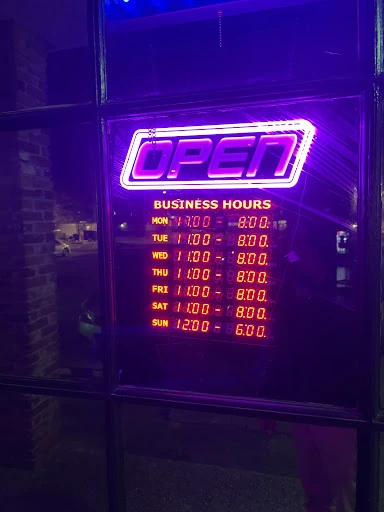 OPEN
BUSINESS HOURS
MON 11:00 - 8:00.
TUE 11:00 - 8:00.
WED 11:00 - 8:00.
THU 11:00 - 8:00.
FRI 11:00 - 8:00.
SAT 11:00 - 8:00.
SUN 12:00 - 6:00.